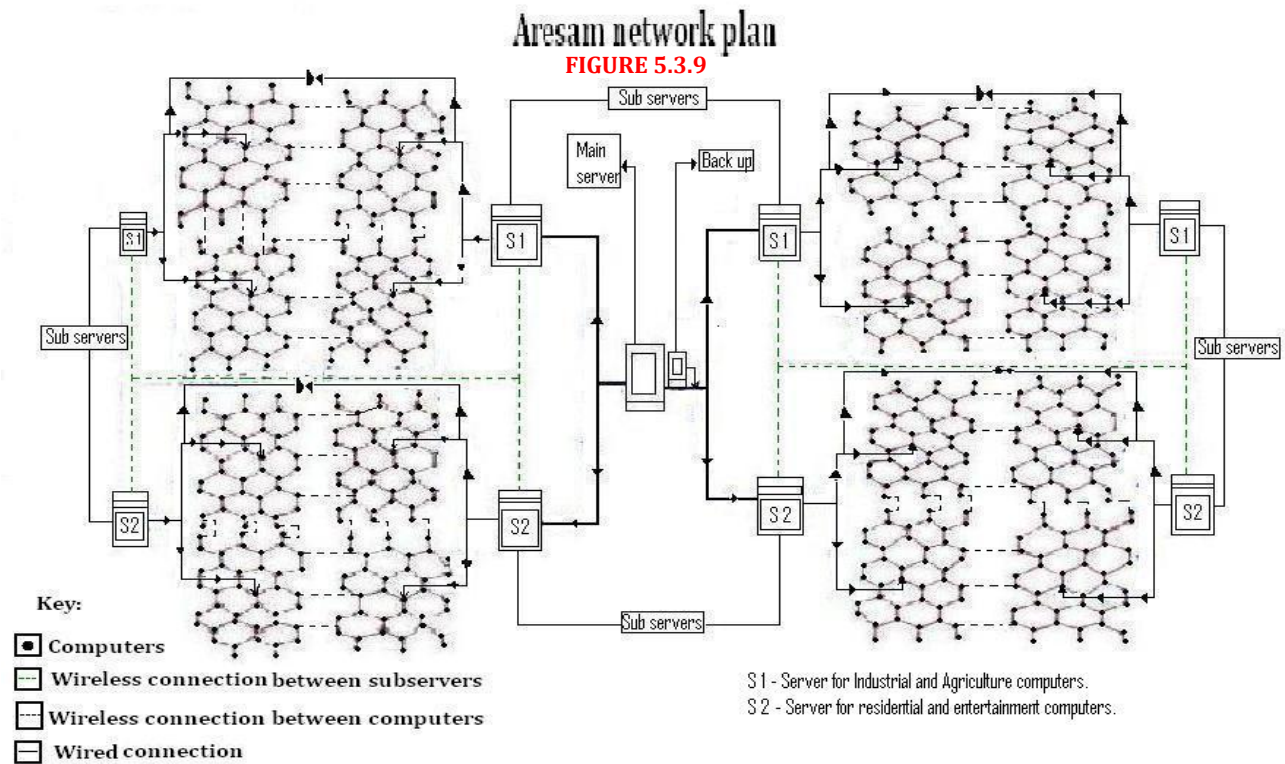 Aresam network plan
FIGURE 5.3.9
Sub servers
Main
server
Back up
S1
S1
S1
S1
Sub servers
Sub servers
S2
S2
S2
S2
Sub servers
Key:
Computers
Wireless connection between subservers
Wireless connection between computers
Wired connection
S 1 - Server for Industrial and Agriculture computers.
S 2 - Server for residential and entertainment computers.